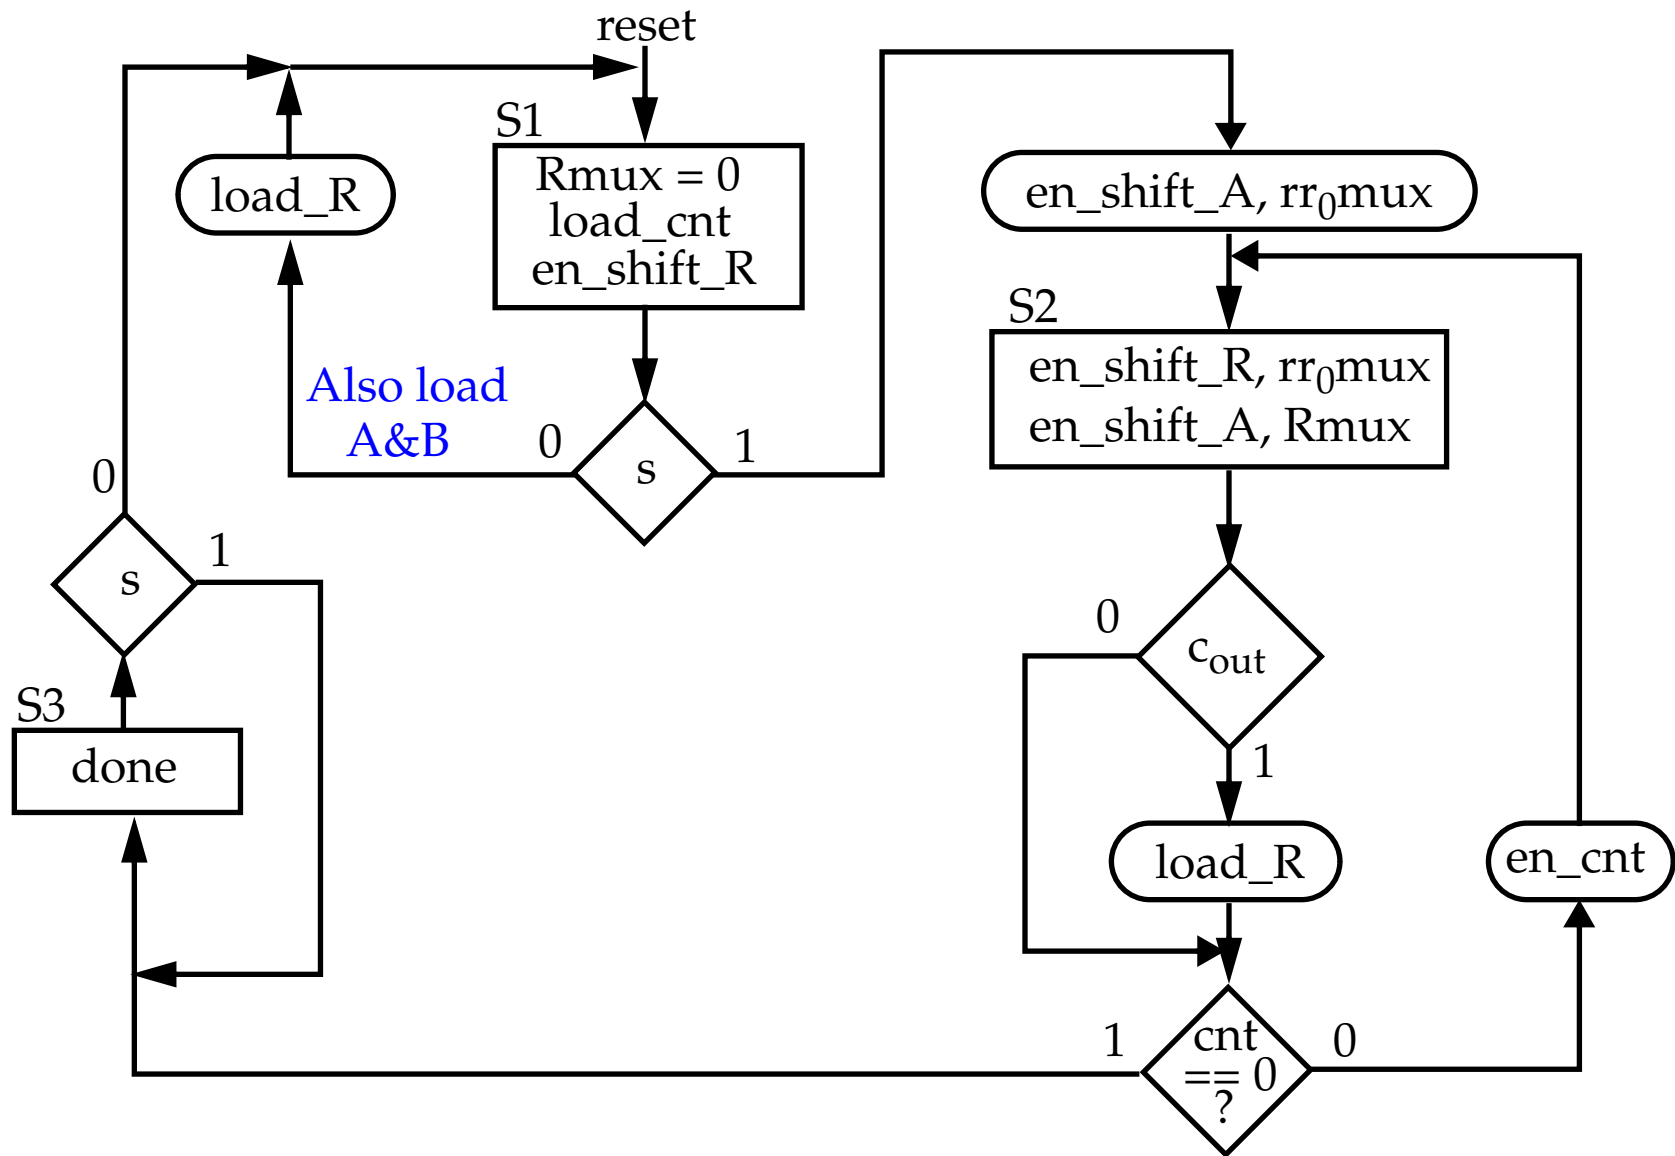 reset
S1
Rmux = 0
load_cnt
en_shift_R
load_R
Also load
A&B
0
s
1
en_shift_A, rr₀mux
S2
en_shift_R, rr₀mux
en_shift_A, Rmux
0
s
1
S3
done
0
c_out
1
load_R
en_cnt
1
cnt
== 0
?
0